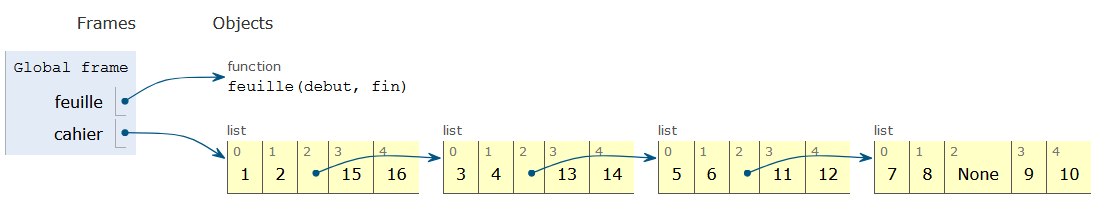 Frames Objects
Global frame
feuille
cahier
function
feuille(debut, fin)
list list list list
0 1 2 3 4 0 1 2 3 4 0 1 2 3 4 0 1 2 3 4
1 2 15 16 3 4 13 14 5 6 11 12 7 8 None 9 10